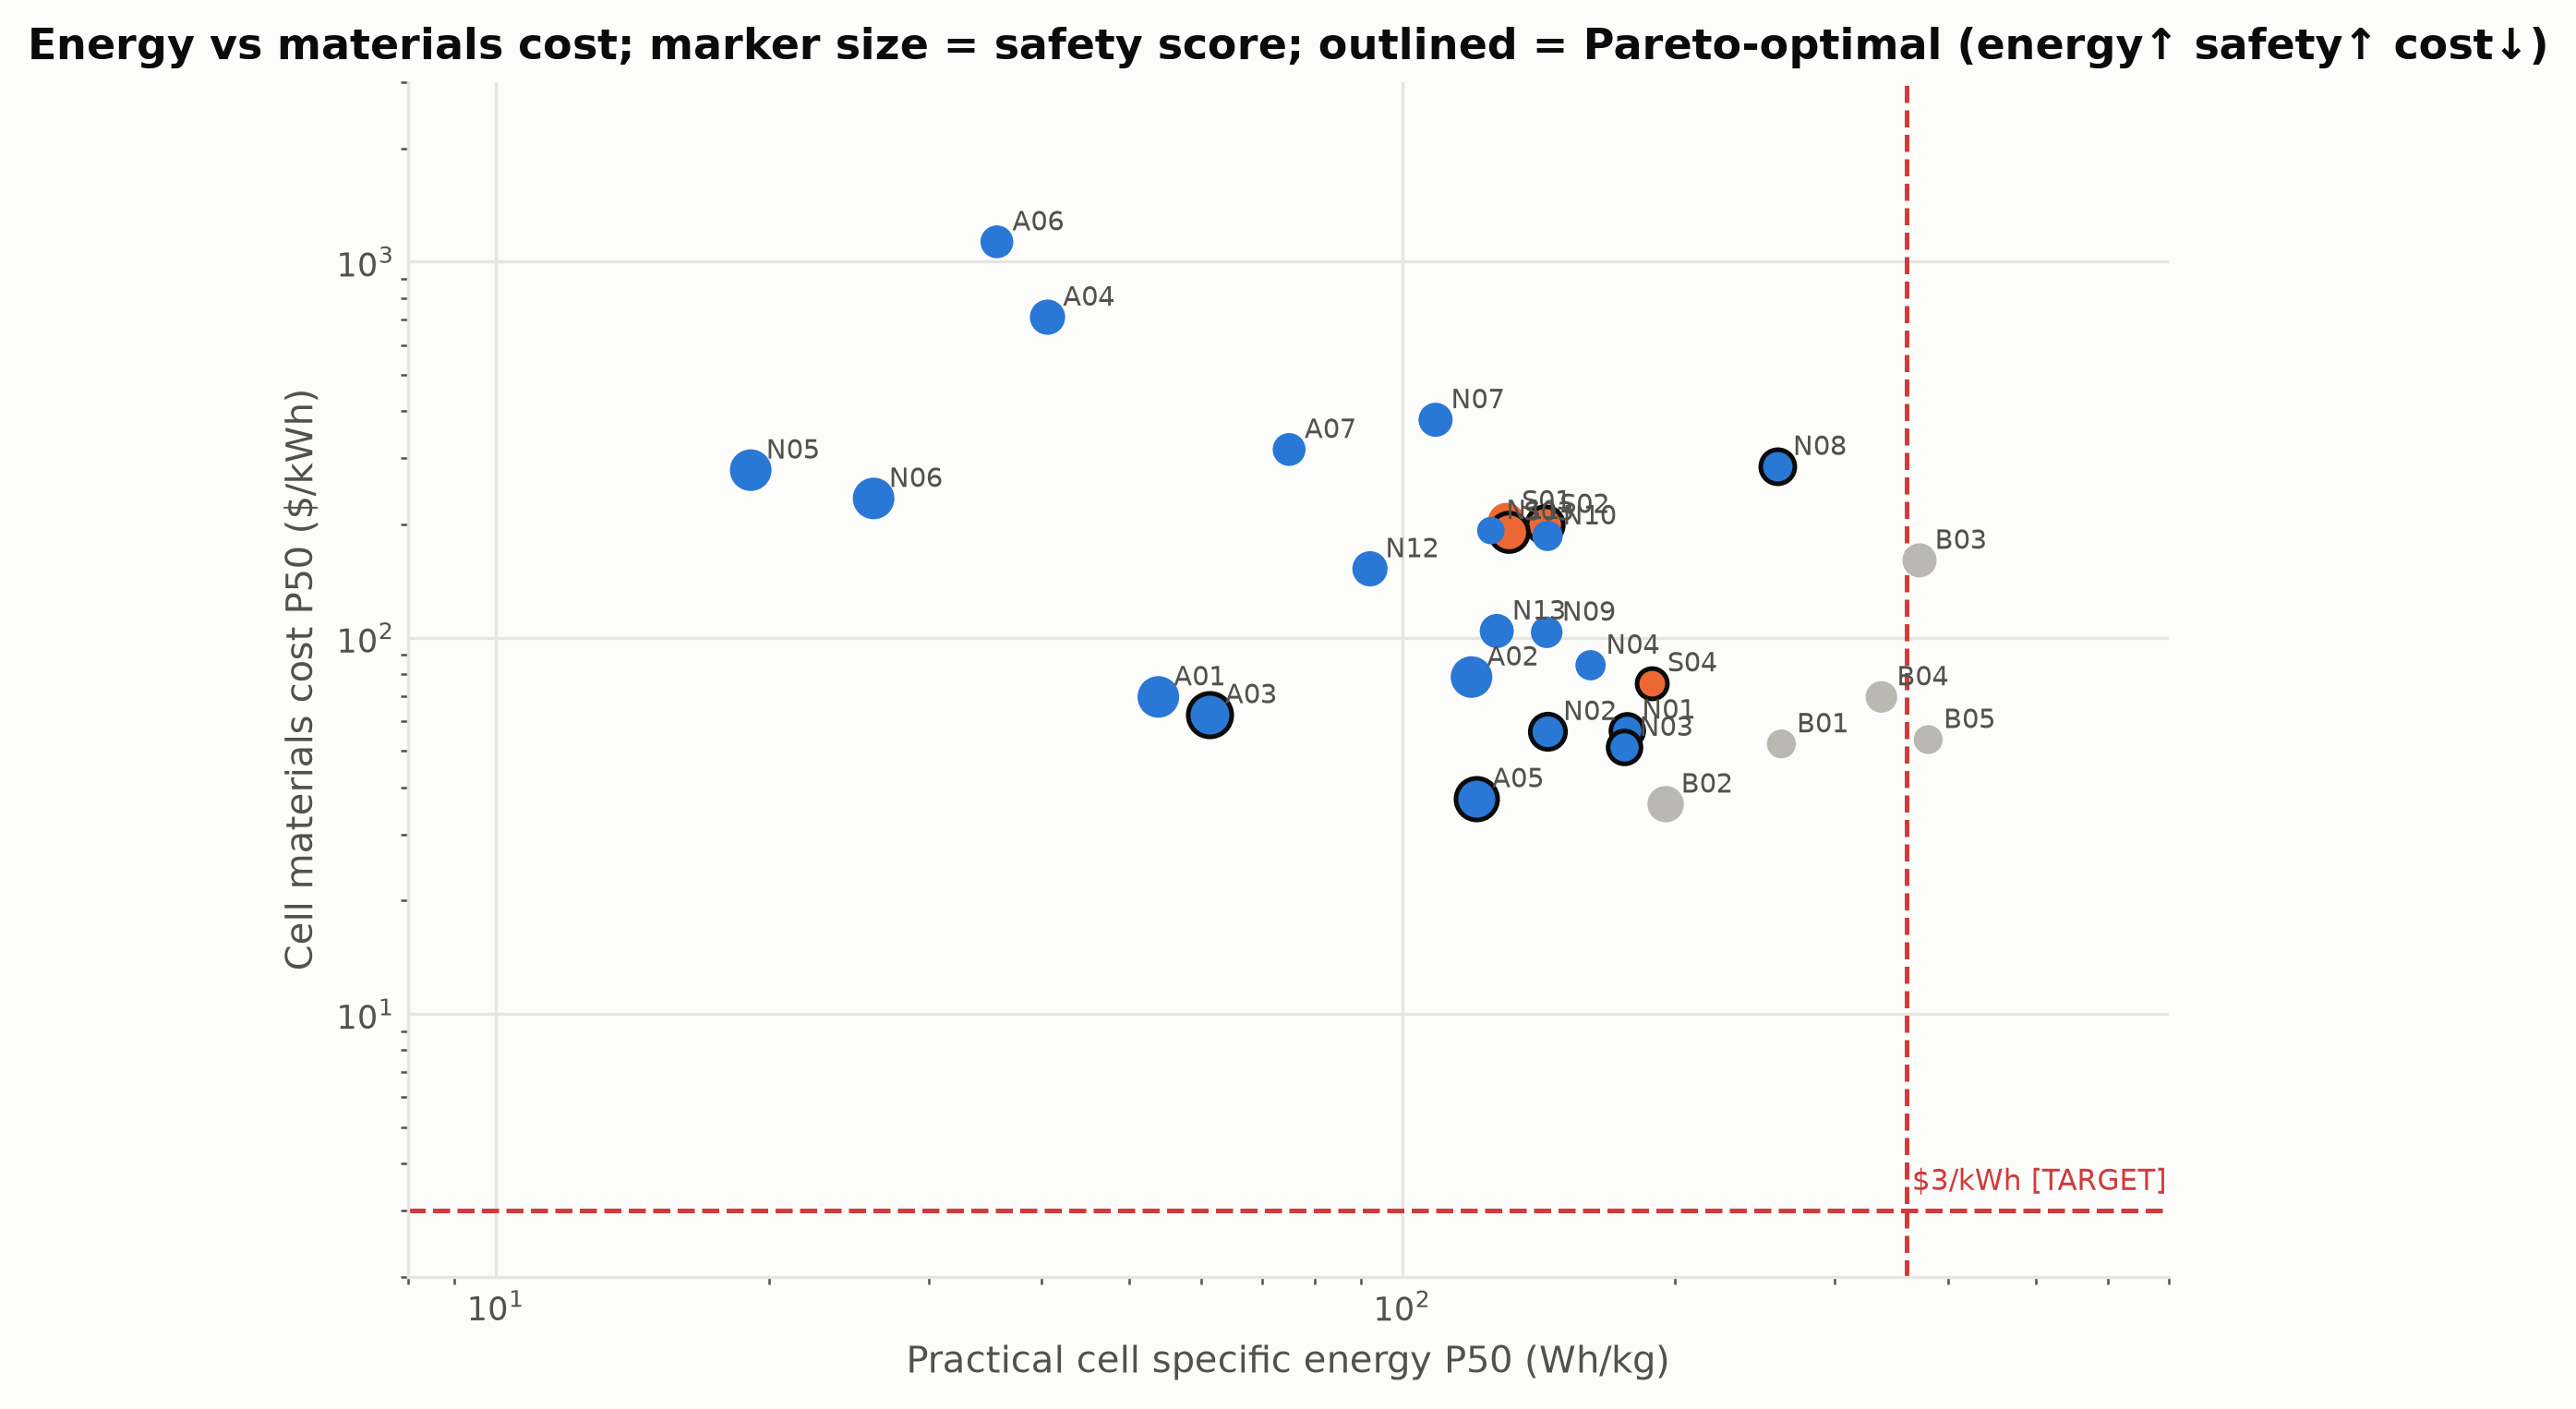 Energy vs materials cost; marker size = safety score; outlined = Pareto-optimal (energy↑ safety↑ cost↓)
A06
10³
A04
N07
A07
N08
N05
N06
S01
S02
N10
B03
N12
N13
N09
10²
N04
A02
S04
A01
B04
A03
N02
N01
B05
B01
N03
A05
B02
10¹
$3/kWh [TARGET]
10¹
10²
Cell materials cost P50 ($/kWh)
Practical cell specific energy P50 (Wh/kg)